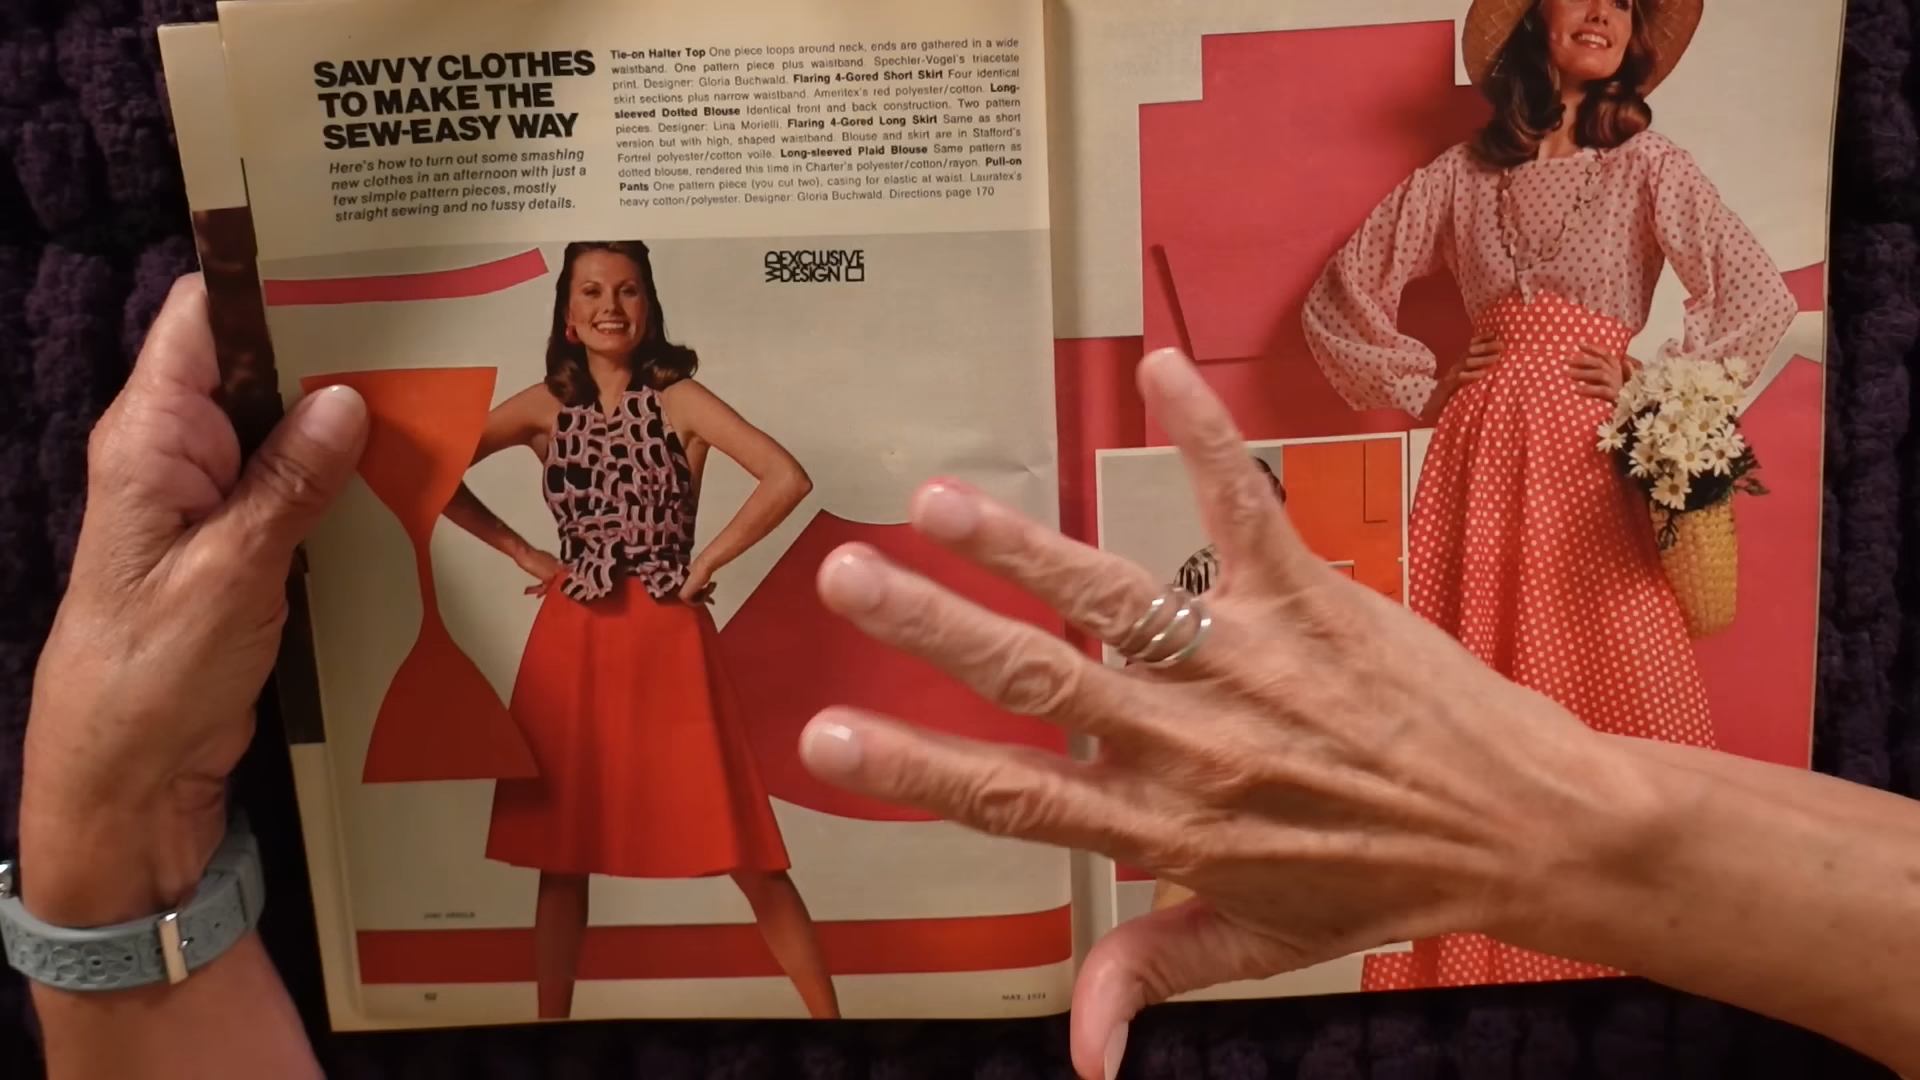 SAVVY CLOTHES
TO MAKE THE
SEW-EASY WAY
Here's how to turn out some smashing
new clothes in an afternoon with just a
few simple pattern pieces, mostly
straight sewing and no fussy details.
Tie-on Halter Top One piece loops around neck, ends are gathered in a wide
waistband. One pattern piece plus waistband. Spechler-Vogel's triacetate
print. Designer: Gloria Buchwald. Flaring 4-Gored Short Skirt Four identical
skirt sections plus narrow waistband. Ameritex's red polyester/cotton. Long-
sleeved Dotted Blouse Identical front and back construction. Two pattern
pieces. Designer: Lina Morielli. Flaring 4-Gored Long Skirt Same as short
version but with high, shaped waistband. Blouse and skirt are in Stafford's
Fortrel polyester/cotton voile. Long-sleeved Plaid Blouse Same pattern as
dotted blouse, rendered this time in Charter's polyester/cotton/rayon. Pull-on
Pants One pattern piece (you cut two), casing for elastic at waist. Lauratex's
heavy cotton/polyester. Designer: Gloria Buchwald. Directions page 170
WD EXCLUSIVE
DESIGN
MAY, 1974